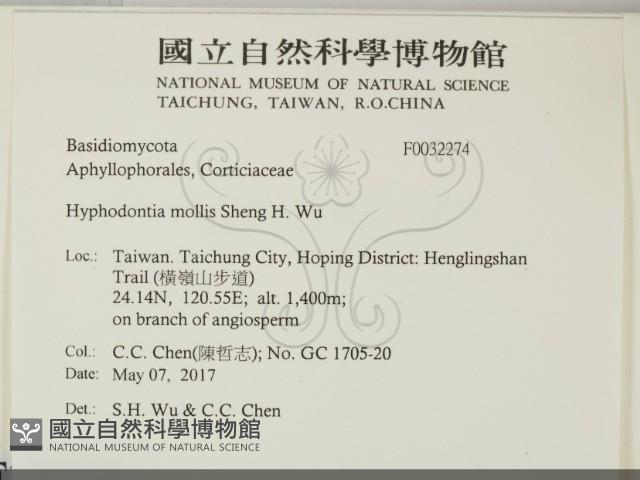 國立自然科學博物館
NATIONAL MUSEUM OF NATURAL SCIENCE
TAICHUNG, TAIWAN, R.O.CHINA
Basidiomycota F0032274
Aphyllophorales, Corticiaceae
Hyphodontia mollis Sheng H. Wu
Loc.: Taiwan. Taichung City, Hoping District: Henglingshan
Trail (橫嶺山步道)
24.14N, 120.55E; alt. 1,400m;
on branch of angiosperm
Col.: C.C. Chen(陳哲志); No. GC 1705-20
Date: May 07, 2017
Det.: S.H. Wu & C.C. Chen
國立自然科學博物館
NATIONAL MUSEUM OF NATURAL SCIENCE